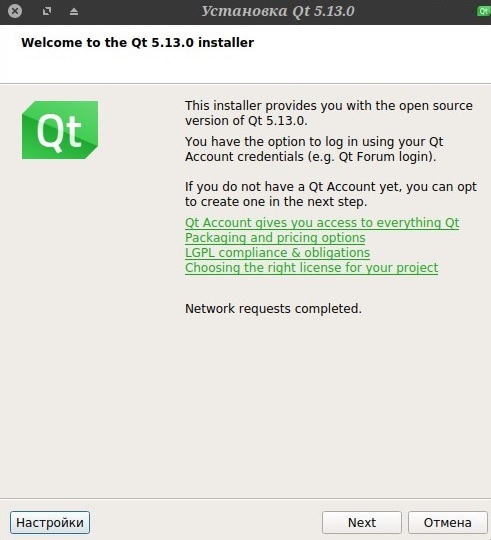 Установка Qt 5.13.0
Qt
Welcome to the Qt 5.13.0 installer
Qt
This installer provides you with the open source
version of Qt 5.13.0.
You have the option to log in using your Qt
Account credentials (e.g. Qt Forum login).
If you do not have a Qt Account yet, you can opt
to create one in the next step.
Qt Account gives you access to everything Qt
Packaging and pricing options
LGPL compliance & obligations
Choosing the right license for your project
Network requests completed.
Настройки
Next
Отмена